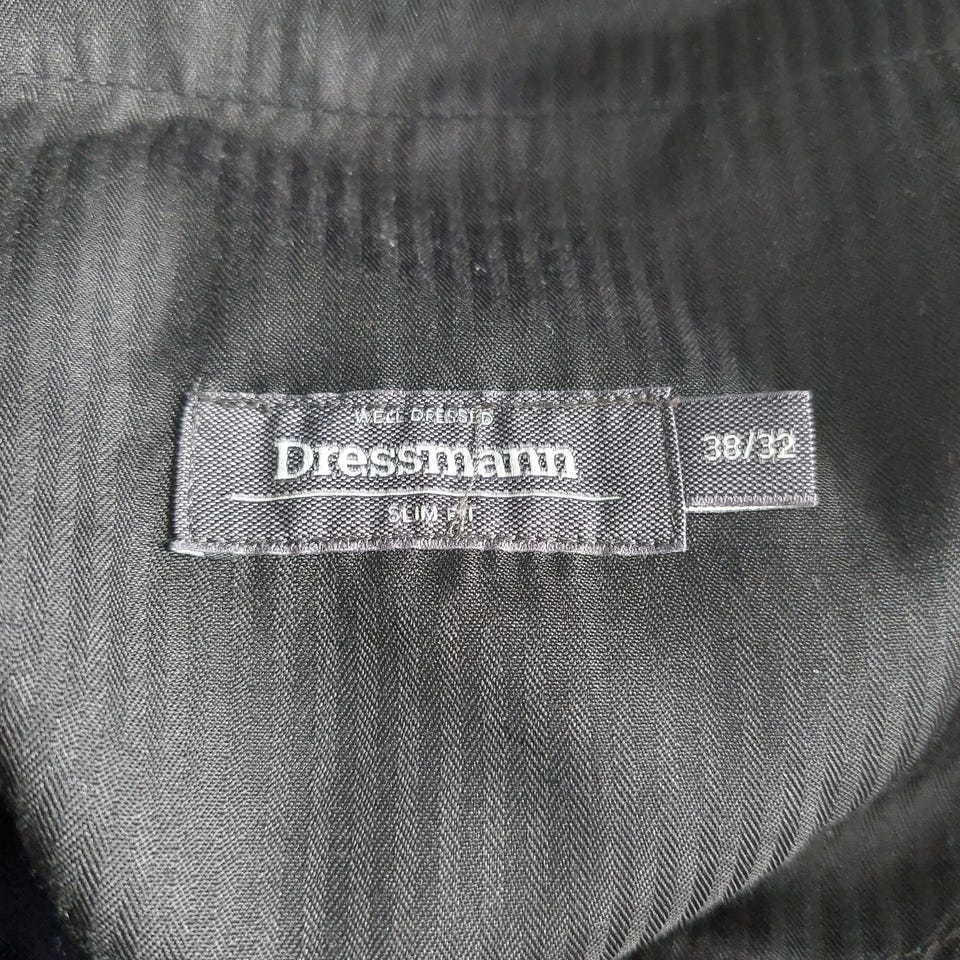 WELL DRESSED
Dressmann
SLIM FIT
38/32